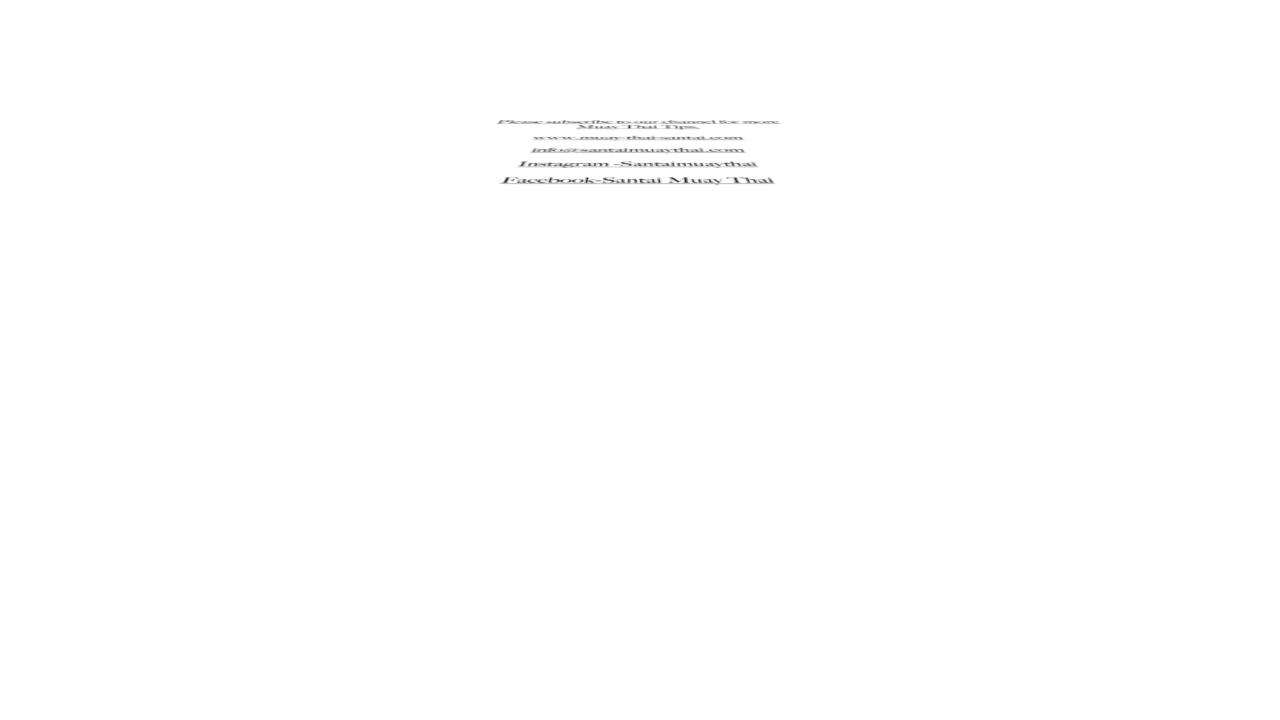 Please subscribe to our channel for more
Muay Thai Tips.
www.muay-thai-santai.com
info@santaimuaythai.com
Instagram -Santaimuaythai
Facebook-Santai Muay Thai